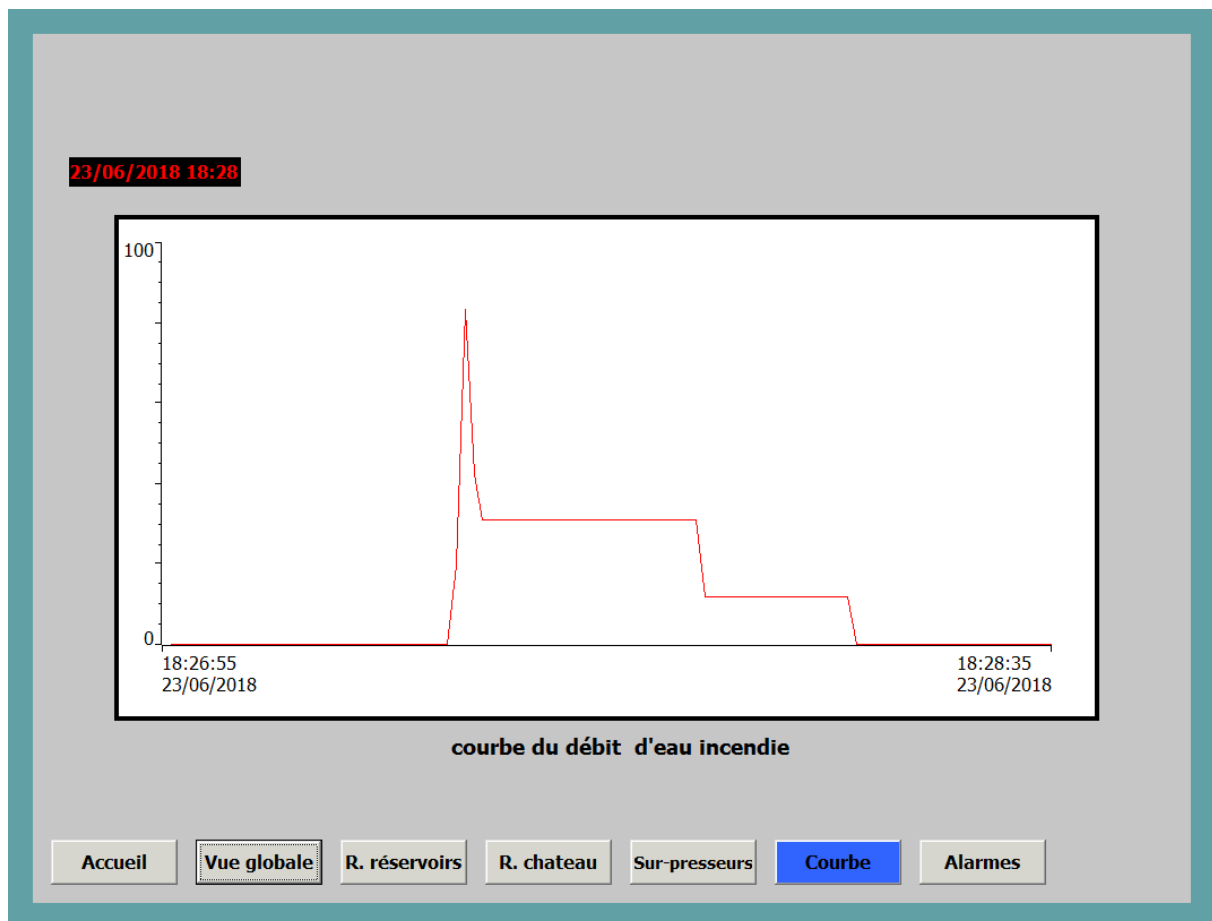 23/06/2018 18:28
100
0
18:26:55
23/06/2018
18:28:35
23/06/2018
courbe du débit  d'eau incendie
Accueil
Vue globale
R. réservoirs
R. chateau
Sur-presseurs
Courbe
Alarmes